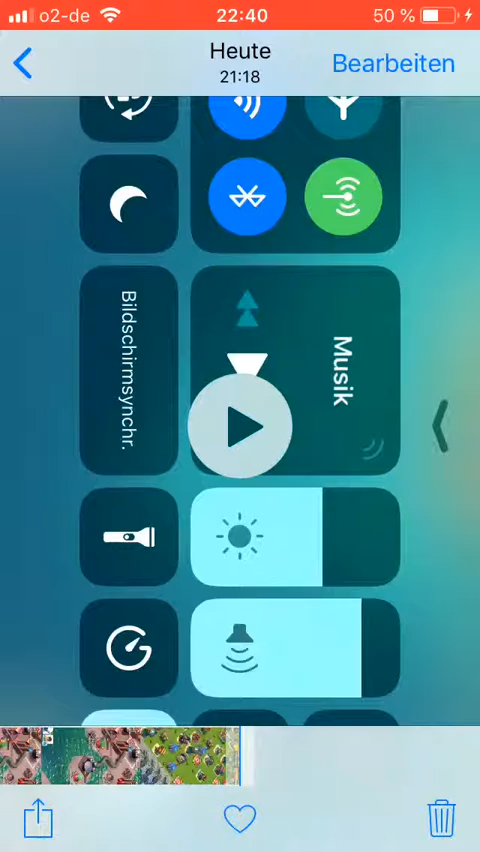 o2-de 22:40 50 %
Heute
21:18
Bearbeiten
Bildschirmsynchr.
Musik